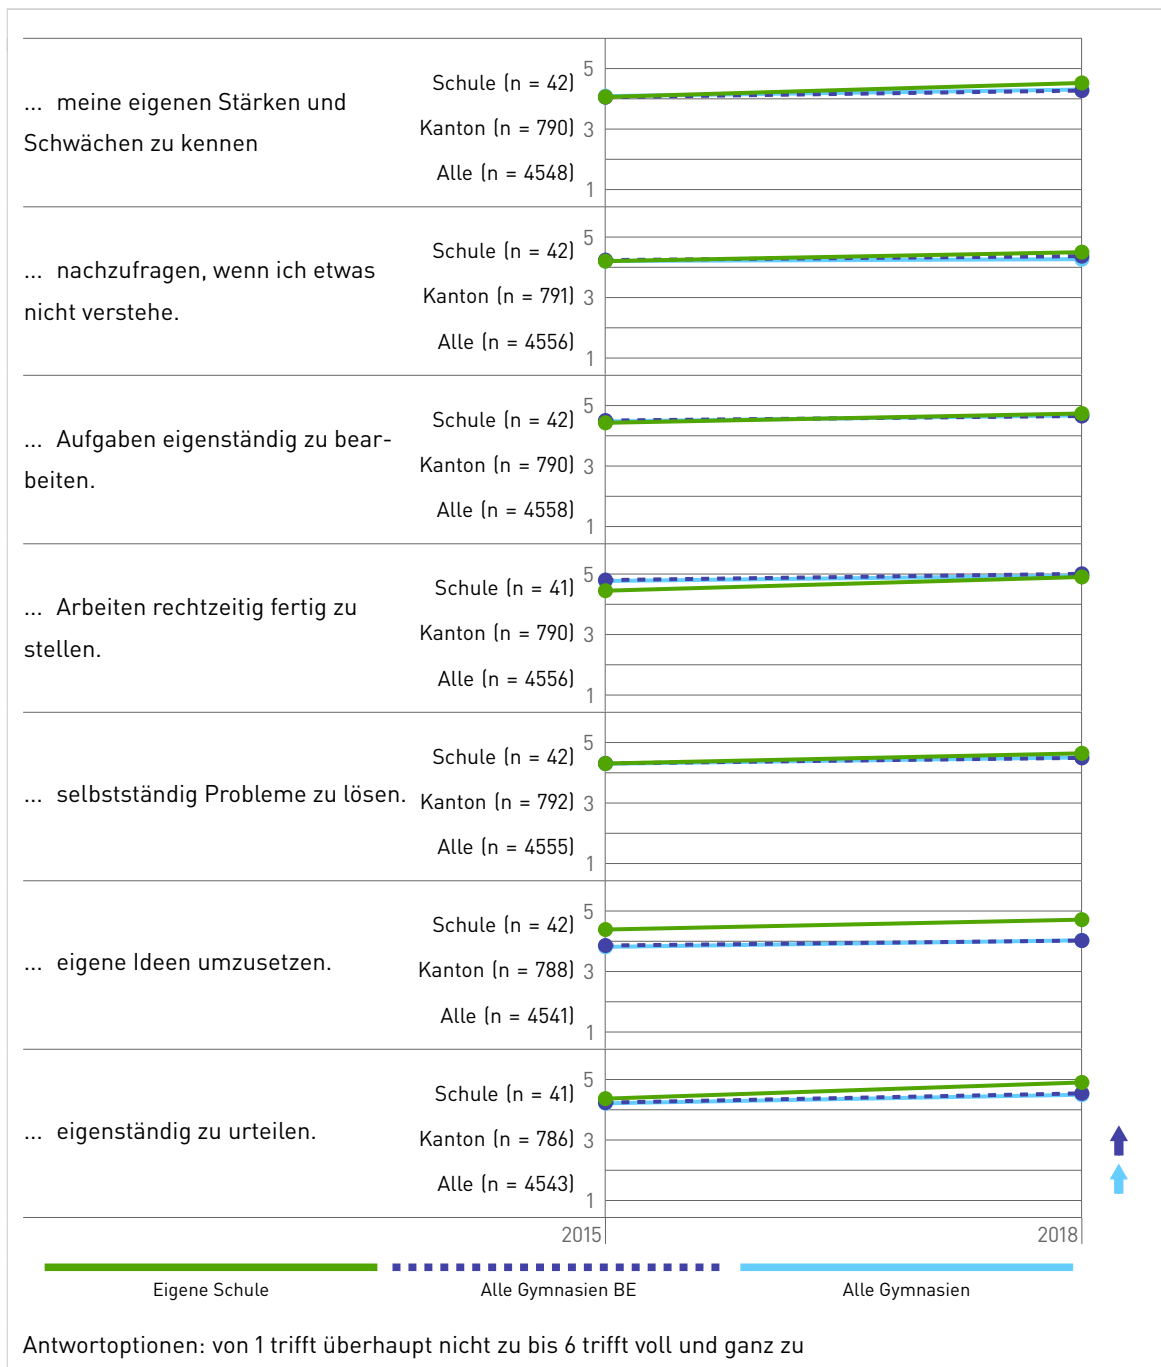 5
Schule (n = 42)
... meine eigenen Stärken und
Kanton (n = 790) 3
Schwächen zu kennen
Alle (n = 4548)
1
5
Schule (n = 42)
... nachzufragen, wenn ich etwas
Kanton (n = 791) 3
nicht verstehe.
Alle (n = 4556)
1
5
Schule (n = 42)
... Aufgaben eigenständig zu bear-
Kanton (n = 790) 3
beiten.
Alle (n = 4558)
1
5
Schule (n = 41)
... Arbeiten rechtzeitig fertig zu
Kanton (n = 790) 3
stellen.
Alle (n = 4556)
1
5
Schule (n = 42)
... selbstständig Probleme zu lösen.
Kanton (n = 792) 3
Alle (n = 4555)
1
5
Schule (n = 42)
... eigene Ideen umzusetzen.
Kanton (n = 788) 3
Alle (n = 4541)
1
5
Schule (n = 41)
... eigenständig zu urteilen.
Kanton (n = 786) 3
Alle (n = 4543)
1
2015 2018
Eigene Schule Alle Gymnasien BE Alle Gymnasien
Antwortoptionen: von 1 trifft überhaupt nicht zu bis 6 trifft voll und ganz zu